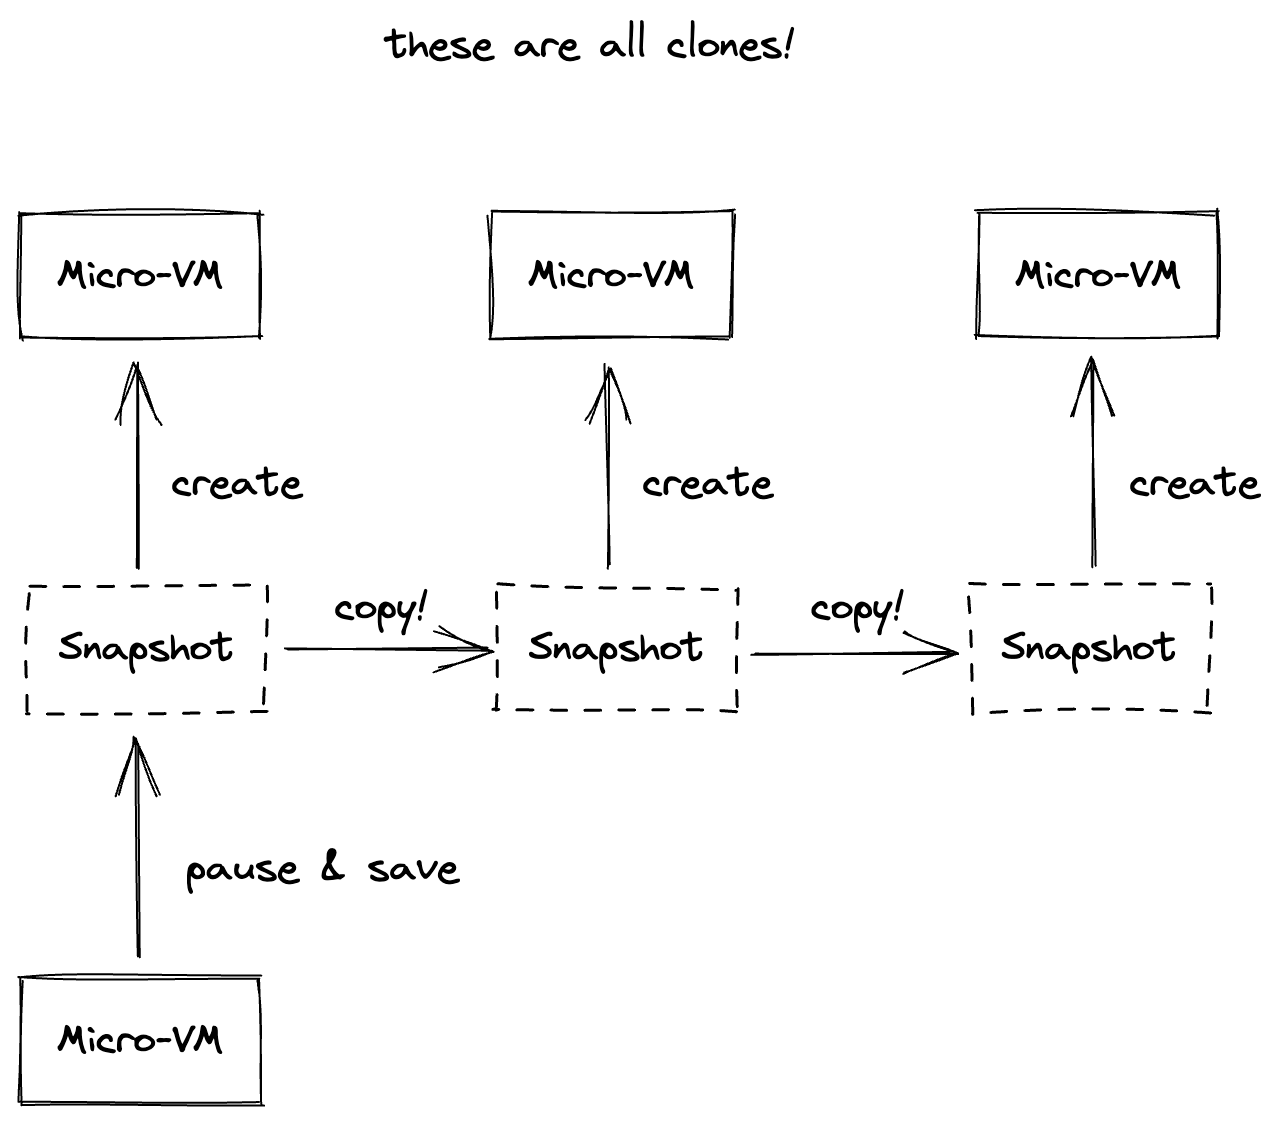 these are all clones!
Micro-VM
Micro-VM
Micro-VM
create
create
create
copy!
copy!
Snapshot
Snapshot
Snapshot
pause & save
Micro-VM